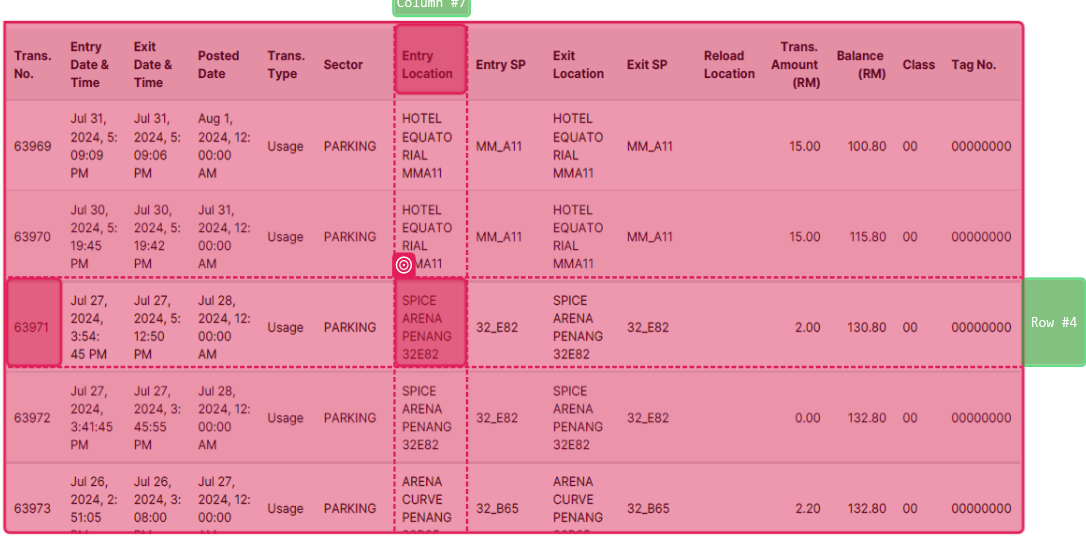 Column #7
Trans.
No.
Entry
Date &
Time
Exit
Date &
Time
Posted
Date
Trans.
Type
Sector
Entry
Location
Entry SP
Exit
Location
Exit SP
Reload
Location
Trans.
Amount
(RM)
Balance
(RM)
Class
Tag No.
63969
Jul 31,
2024, 5:
09:09
PM
Jul 31,
2024, 5:
09:06
PM
Aug 1,
2024, 12:
00:00
AM
Usage
PARKING
HOTEL
EQUATO
RIAL
MMA11
MM_A11
HOTEL
EQUATO
RIAL
MMA11
MM_A11
15.00
100.80
00
00000000
63970
Jul 30,
2024, 5:
19:45
PM
Jul 30,
2024, 5:
19:42
PM
Jul 31,
2024, 12:
00:00
AM
Usage
PARKING
HOTEL
EQUATO
RIAL
MA11
MM_A11
HOTEL
EQUATO
RIAL
MMA11
MM_A11
15.00
115.80
00
00000000
63971
Jul 27,
2024,
3:54:
45 PM
Jul 27,
2024, 5:
12:50
PM
Jul 28,
2024, 12:
00:00
AM
Usage
PARKING
SPICE
ARENA
PENANG
32E82
32_E82
SPICE
ARENA
PENANG
32E82
32_E82
2.00
130.80
00
00000000
Row #4
63972
Jul 27,
2024,
3:41:45
PM
Jul 27,
2024, 3:
45:55
PM
Jul 28,
2024, 12:
00:00
AM
Usage
PARKING
SPICE
ARENA
PENANG
32E82
32_E82
SPICE
ARENA
PENANG
32E82
32_E82
0.00
132.80
00
00000000
63973
Jul 26,
2024, 2:
51:05
Jul 26,
2024, 3:
08:00
Jul 27,
2024, 12:
00:00
Usage
PARKING
ARENA
CURVE
PENANG
32_B65
ARENA
CURVE
PENANG
32_B65
2.20
132.80
00
00000000